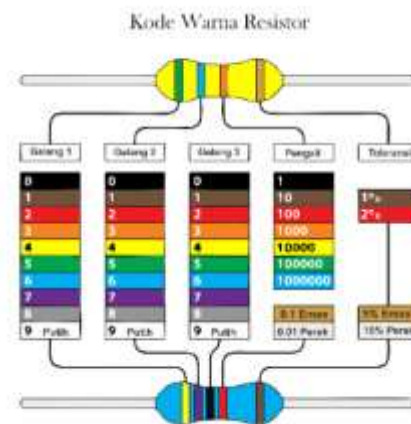 Kode Warna Resistor
Gelang 1 Gelang 2 Gelang 3 Pengali Toleransi
0 0 0 1
1 1 1 10 1%
2 2 2 100 2%
3 3 3 1000
4 4 4 10000
5 5 5 100000
6 6 6 1000000
7 7 7
8 8 8 0.1 Emas 5% Emas
9 Putih 9 Putih 9 Putih 0.01 Perak 10% Perak